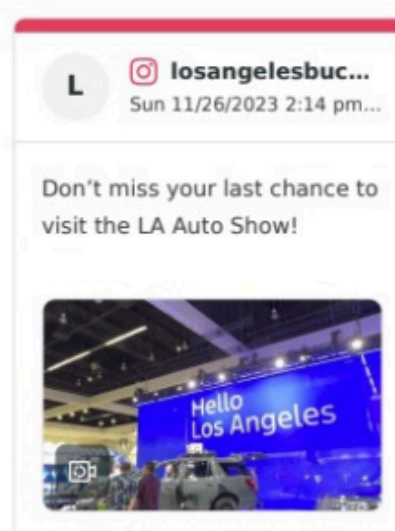 L
losangelesbuc...
Sun 11/26/2023 2:14 pm...
Don’t miss your last chance to
visit the LA Auto Show!
Hello
Los Angeles